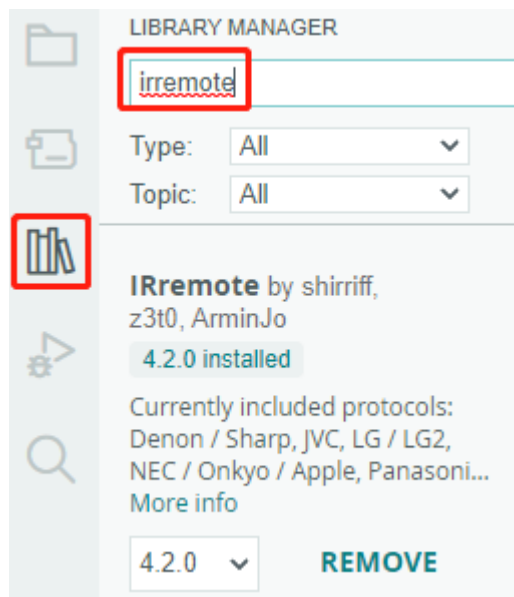 LIBRARY MANAGER
irremote
Type: All
Topic: All
IRremote by shirriff,
z3t0, ArminJo
4.2.0 installed
Currently included protocols:
Denon / Sharp, JVC, LG / LG2,
NEC / Onkyo / Apple, Panasoni...
More info
4.2.0 REMOVE